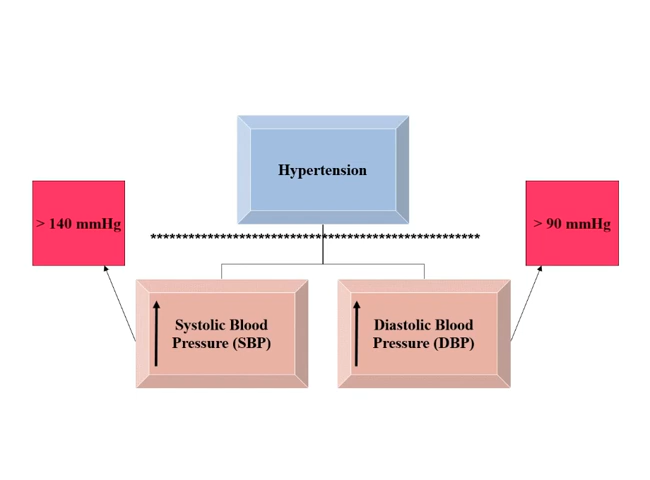 Hypertension
> 140 mmHg
> 90 mmHg
****************************************************
Systolic Blood
Pressure (SBP)
Diastolic Blood
Pressure (DBP)